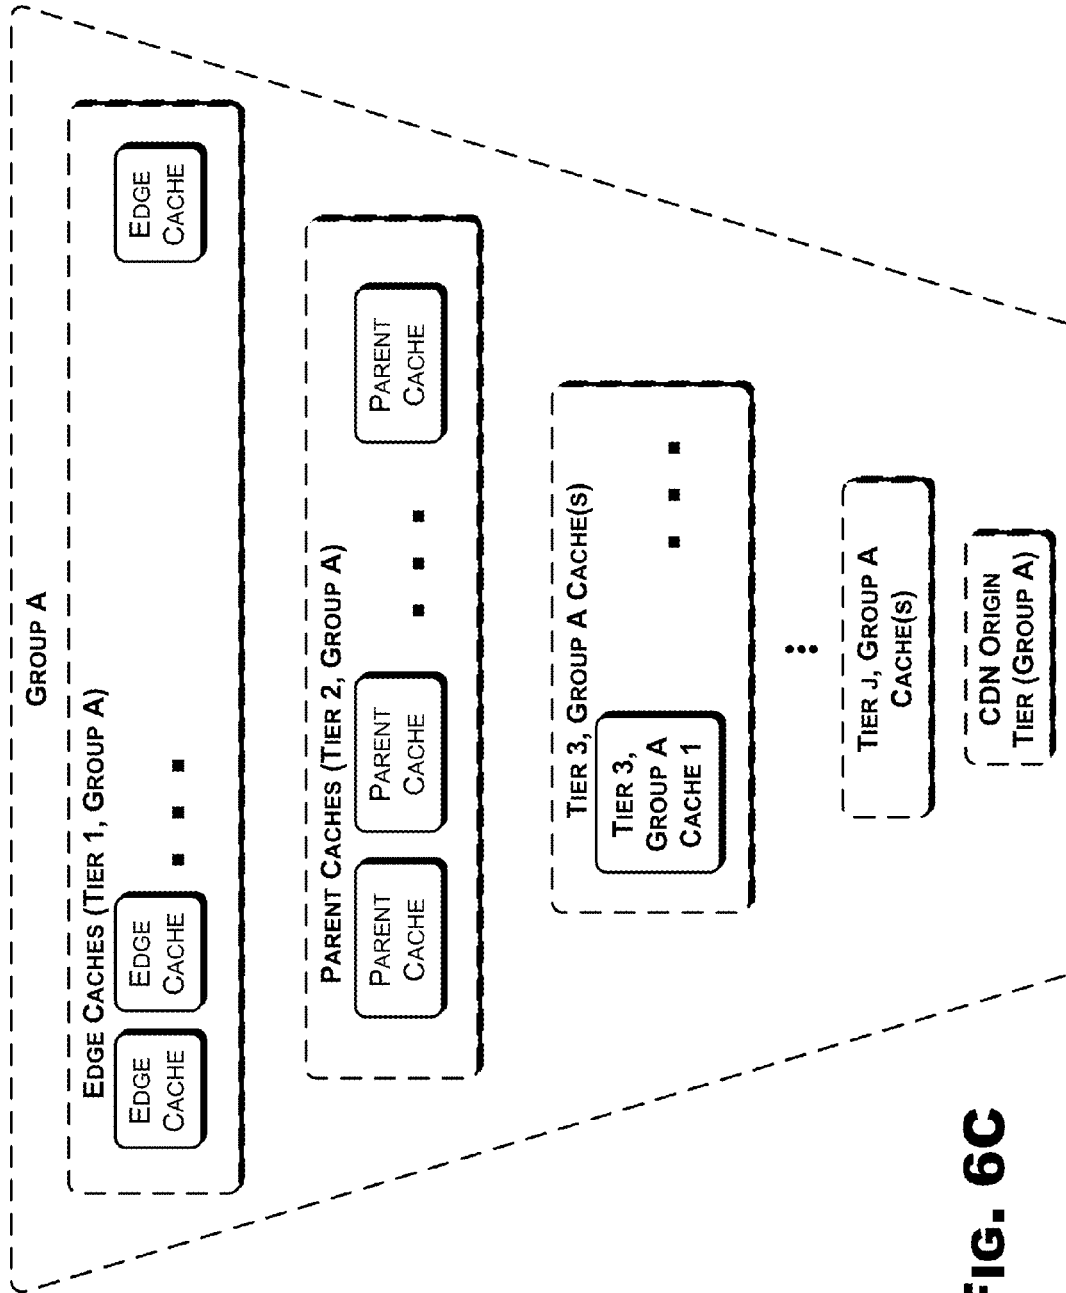 GROUP A
EDGE CACHES (TIER 1, GROUP A)
EDGE
CACHE
EDGE
CACHE
EDGE
CACHE
PARENT CACHES (TIER 2, GROUP A)
PARENT
CACHE
PARENT
CACHE
PARENT
CACHE
TIER 3, GROUP A CACHE(S)
TIER 3,
GROUP A
CACHE 1
TIER J, GROUP A
CACHE(S)
CDN ORIGIN
TIER (GROUP A)
FIG. 6C